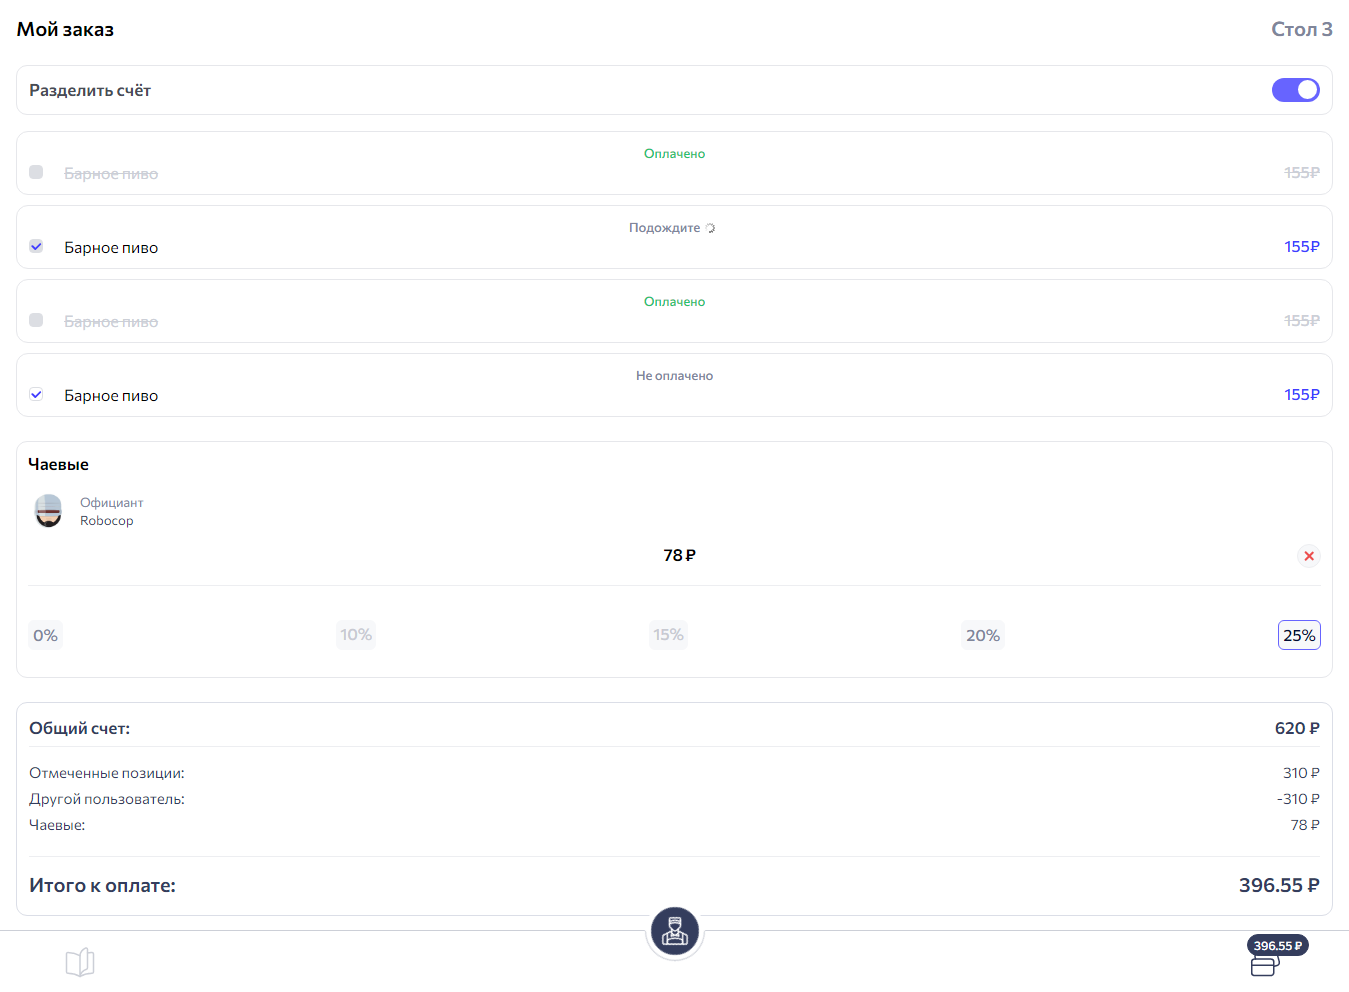 Мой заказ
Стол 3
Разделить счёт
Оплачено
Барное пиво
155₽
Подождите
Барное пиво
155₽
Оплачено
Барное пиво
155₽
Не оплачено
Барное пиво
155₽
Чаевые
Официант
Robocop
78 ₽
0%
10%
15%
20%
25%
Общий счет:
620 ₽
Отмеченные позиции:
310 ₽
Другой пользователь:
-310 ₽
Чаевые:
78 ₽
Итого к оплате:
396.55 ₽
396.55 ₽